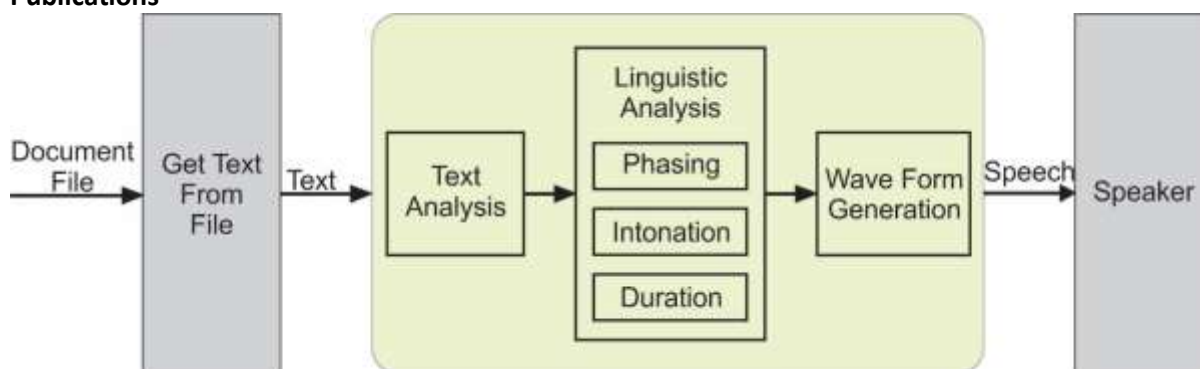 Publications
Document
File
Get Text
From
File
Text
Text
Analysis
Linguistic
Analysis
Phasing
Intonation
Duration
Wave Form
Generation
Speech
Speaker